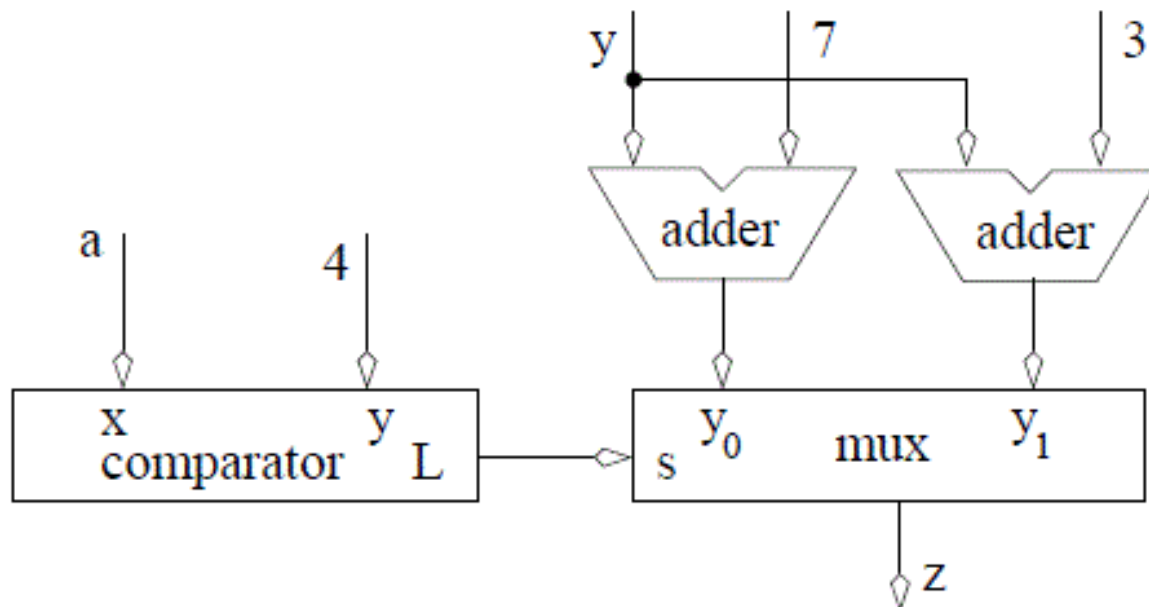 y 7 3
adder adder
a 4
x y y₀ mux y₁
comparator L s
z